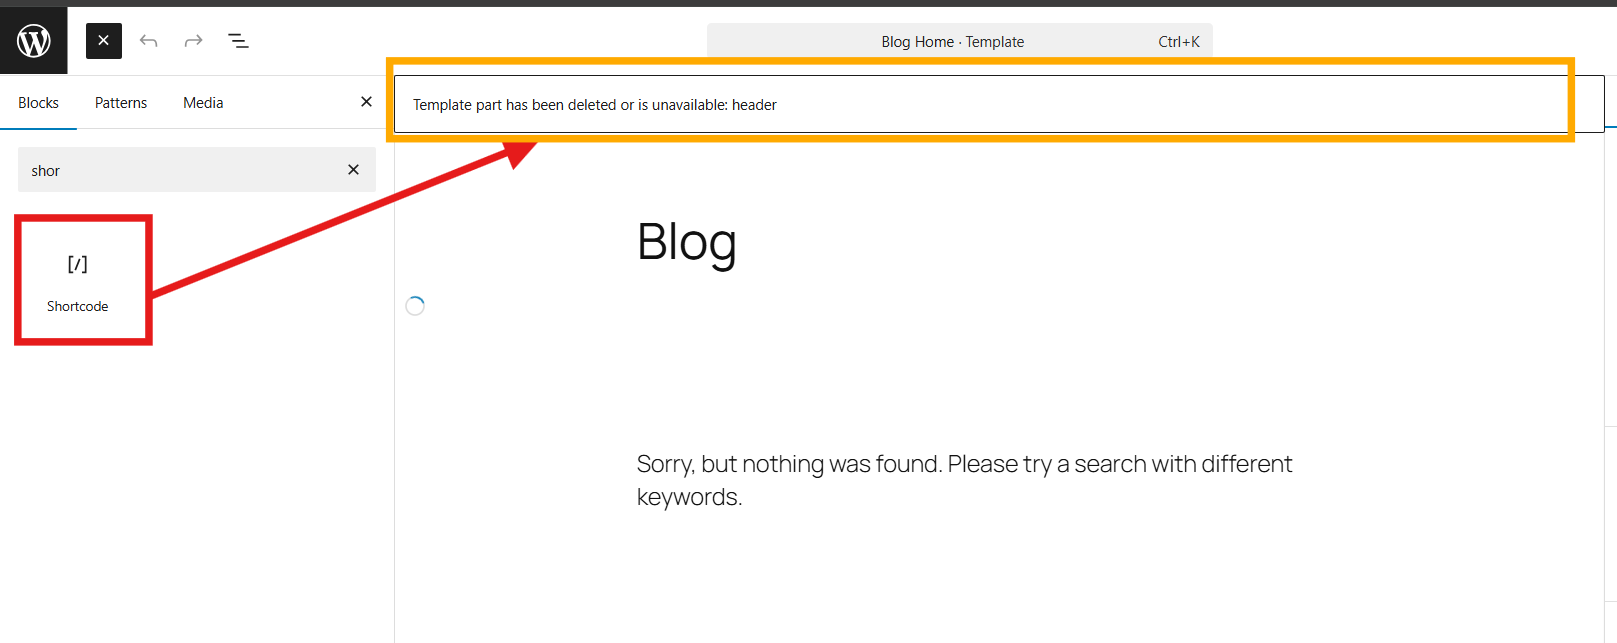 Blog Home · Template
Ctrl+K
Blocks
Patterns
Media
Template part has been deleted or is unavailable: header
shor
[/]
Shortcode
Blog
Sorry, but nothing was found. Please try a search with different
keywords.